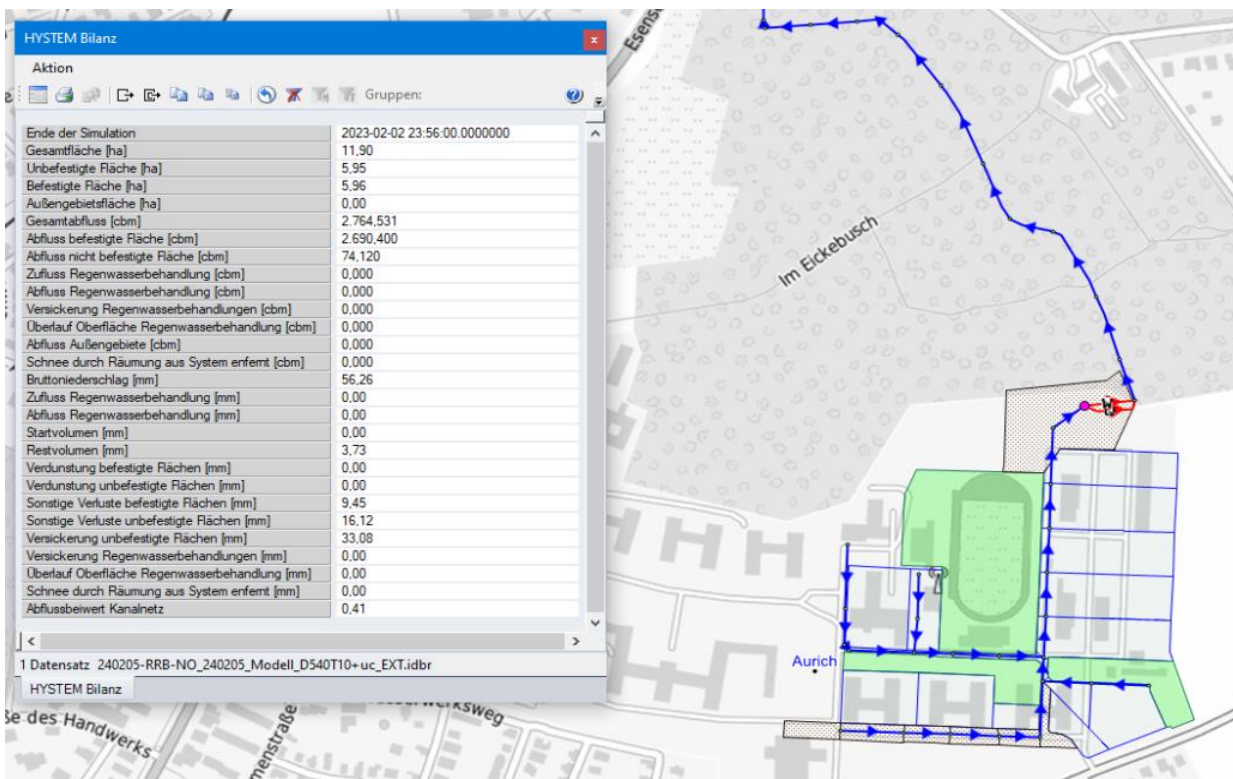 HYSTEM Bilanz
Aktion
Gruppen:
Ende der Simulation 2023-02-02 23:56:00.0000000
Gesamtfläche [ha] 11,90
Unbefestigte Fläche [ha] 5,95
Befestigte Fläche [ha] 5,96
Außengebietsfläche [ha] 0,00
Gesamtabfluss [cbm] 2.764,531
Abfluss befestigte Fläche [cbm] 2.690,400
Abfluss nicht befestigte Fläche [cbm] 74,120
Zufluss Regenwasserbehandlung [cbm] 0,000
Abfluss Regenwasserbehandlung [cbm] 0,000
Versickerung Regenwasserbehandlungen [cbm] 0,000
Überlauf Oberfläche Regenwasserbehandlung [cbm] 0,000
Abfluss Außengebiete [cbm] 0,000
Schnee durch Räumung aus System enfernt [cbm] 0,000
Bruttoniederschlag [mm] 56,26
Zufluss Regenwasserbehandlung [mm] 0,00
Abfluss Regenwasserbehandlung [mm] 0,00
Startvolumen [mm] 0,00
Restvolumen [mm] 3,73
Verdunstung befestigte Flächen [mm] 0,00
Verdunstung unbefestigte Flächen [mm] 0,00
Sonstige Verluste befestigte Flächen [mm] 9,45
Sonstige Verluste unbefestigte Flächen [mm] 16,12
Versickerung unbefestigte Flächen [mm] 33,08
Versickerung Regenwasserbehandlungen [mm] 0,00
Überlauf Oberfläche Regenwasserbehandlung [mm] 0,00
Schnee durch Räumung aus System enfernt [mm] 0,00
Abflussbeiwert Kanalnetz 0,41
1 Datensatz 240205-RRB-NO_240205_Modell_D540T10+uc_EXT.idbr
HYSTEM Bilanz
Esens
Im Eickebusch
Aurich
se des Handwerks
menstraße
sserwerksweg